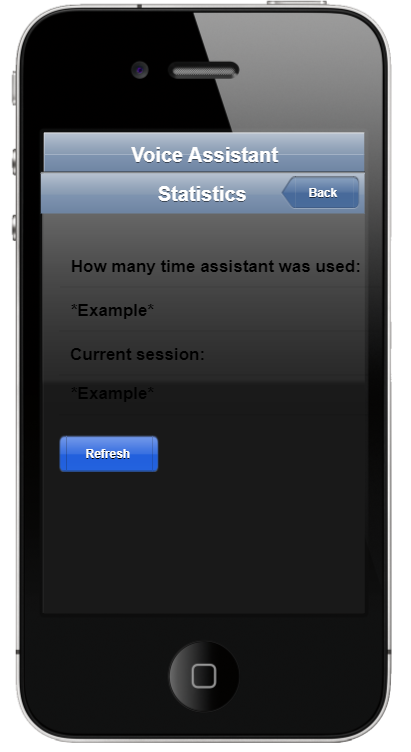 Voice Assistant
Statistics
Back
How many time assistant was used:
*Example*
Current session:
*Example*
Refresh